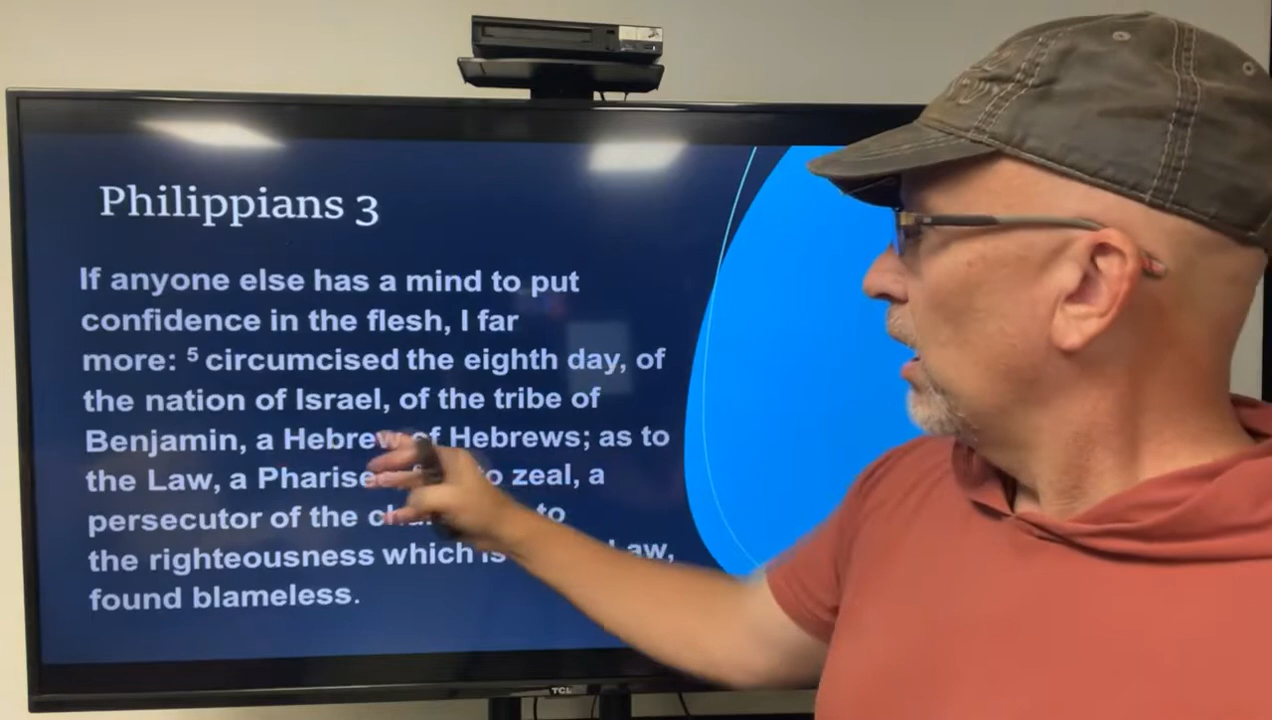 Philippians 3
If anyone else has a mind to put
confidence in the flesh, I far
more: 5 circumcised the eighth day, of
the nation of Israel, of the tribe of
Benjamin, a Hebrew of Hebrews; as to
the Law, a zeal, a
persecutor of the to
the righteousness which is
found blameless.
TCL